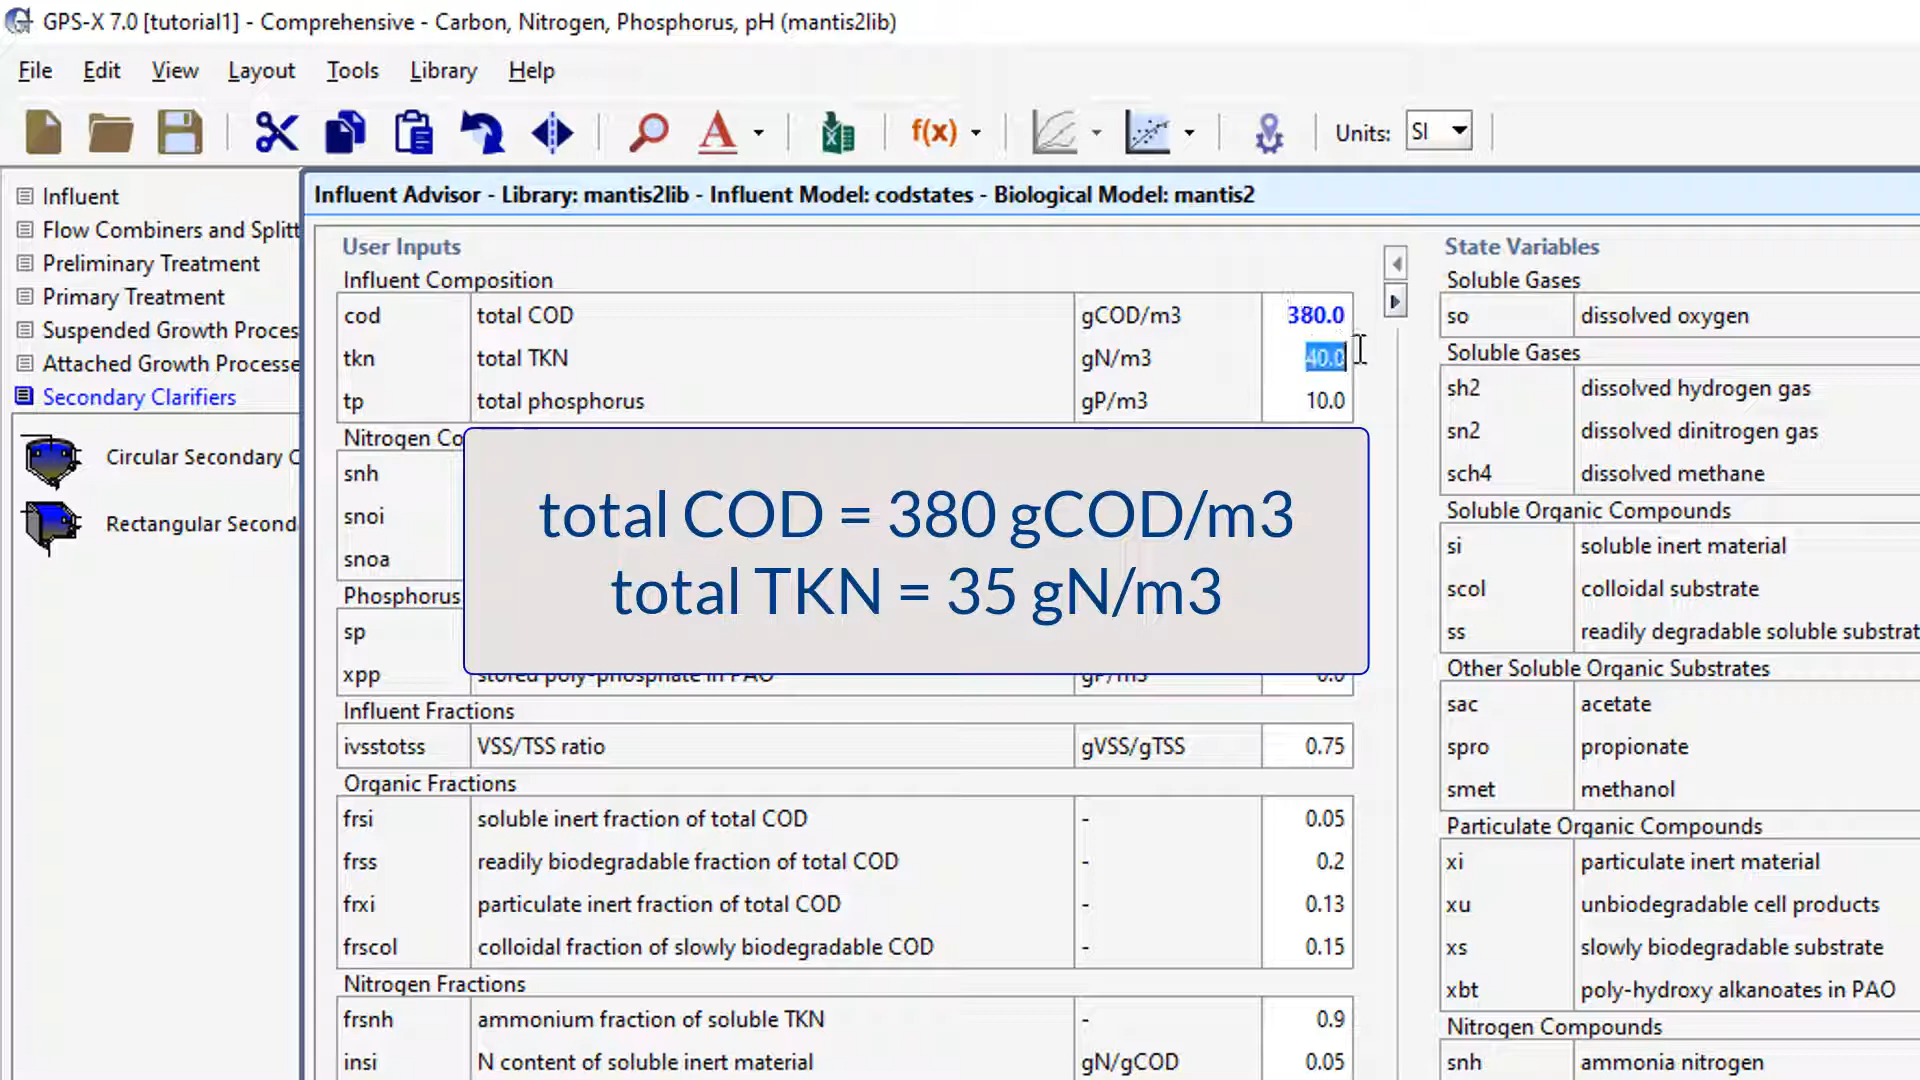 GPS-X 7.0 [tutorial1] - Comprehensive - Carbon, Nitrogen, Phosphorus, pH (mantis2lib)
File Edit View Layout Tools Library Help
A f(x) Units: SI
Influent
Flow Combiners and Splitt
Preliminary Treatment
Primary Treatment
Suspended Growth Proces
Attached Growth Processe
Secondary Clarifiers
Circular Secondary C
Rectangular Second
Influent Advisor - Library: mantis2lib - Influent Model: codstates - Biological Model: mantis2
User Inputs
Influent Composition
cod total COD gCOD/m3 380.0
tkn total TKN gN/m3 40.0
tp total phosphorus gP/m3 10.0
Nitrogen Co
snh
snoi
snoa
Phosphorus
sp
xpp stored poly-phosphate in PAO gP/m3 0.0
total COD = 380 gCOD/m3
total TKN = 35 gN/m3
Influent Fractions
ivsstotss VSS/TSS ratio gVSS/gTSS 0.75
Organic Fractions
frsi soluble inert fraction of total COD - 0.05
frss readily biodegradable fraction of total COD - 0.2
frxi particulate inert fraction of total COD - 0.13
frscol colloidal fraction of slowly biodegradable COD - 0.15
Nitrogen Fractions
frsnh ammonium fraction of soluble TKN - 0.9
insi N content of soluble inert material gN/gCOD 0.05
State Variables
Soluble Gases
so dissolved oxygen
Soluble Gases
sh2 dissolved hydrogen gas
sn2 dissolved dinitrogen gas
sch4 dissolved methane
Soluble Organic Compounds
si soluble inert material
scol colloidal substrate
ss readily degradable soluble substrat
Other Soluble Organic Substrates
sac acetate
spro propionate
smet methanol
Particulate Organic Compounds
xi particulate inert material
xu unbiodegradable cell products
xs slowly biodegradable substrate
xbt poly-hydroxy alkanoates in PAO
Nitrogen Compounds
snh ammonia nitrogen